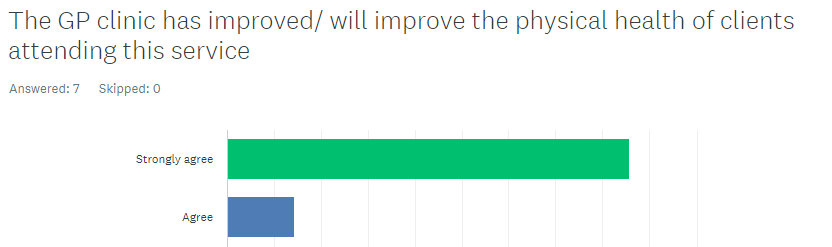 The GP clinic has improved/ will improve the physical health of clients
attending this service
Answered: 7 Skipped: 0
Strongly agree
Agree